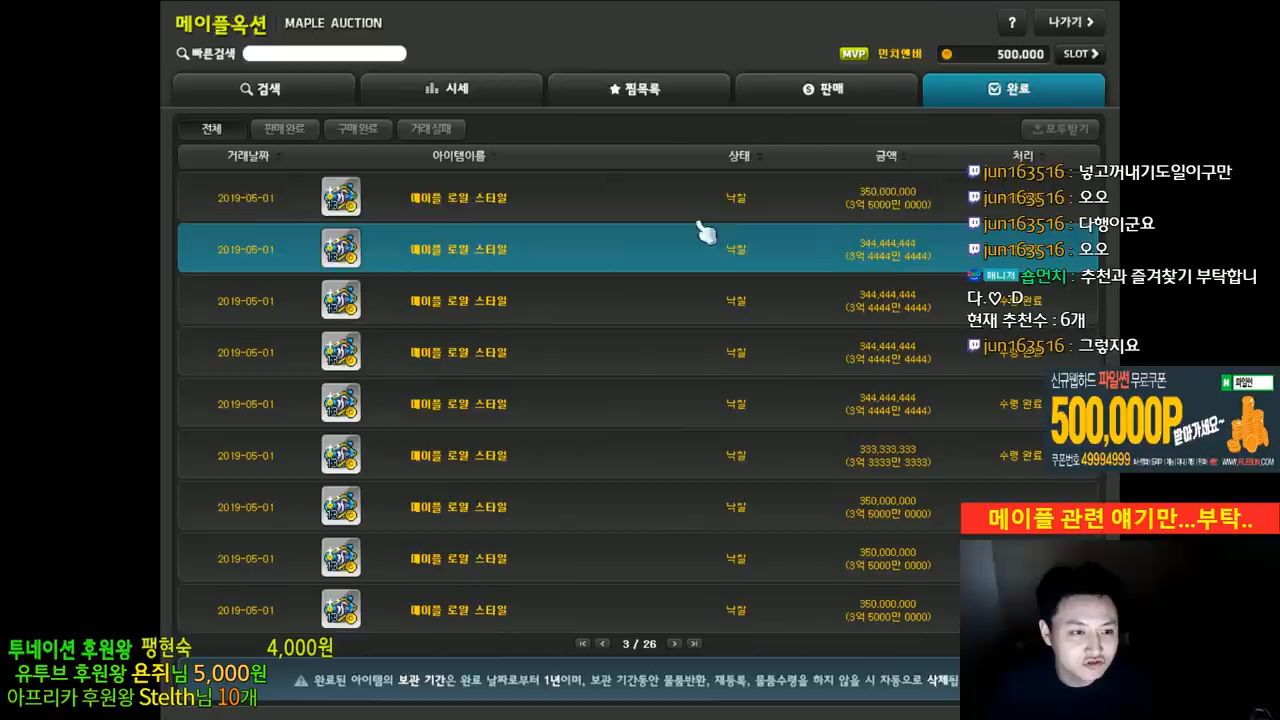 메이플옥션 MAPLE AUCTION
? 나가기
빠른검색
MVP 먼치엔비 500,000 SLOT
검색 시세 찜목록 판매 완료
전체 판매 완료 구매 완료 거래 실패 모두받기
거래날짜 아이템이름 상태 금액 처리
2019-05-01 메이플 로얄 스타일 낙찰 350,000,000
(3억 5000만 0000)
2019-05-01 메이플 로얄 스타일 낙찰 344,444,444
(3억 4444만 4444)
2019-05-01 메이플 로얄 스타일 낙찰 344,444,444
(3억 4444만 4444)
2019-05-01 메이플 로얄 스타일 낙찰 344,444,444
(3억 4444만 4444)
2019-05-01 메이플 로얄 스타일 낙찰 344,444,444 수령 완료
(3억 4444만 4444)
2019-05-01 메이플 로얄 스타일 낙찰 333,333,333 수령 완료
(3억 3333만 3333)
2019-05-01 메이플 로얄 스타일 낙찰 350,000,000
(3억 5000만 0000)
2019-05-01 메이플 로얄 스타일 낙찰 350,000,000
(3억 5000만 0000)
2019-05-01 메이플 로얄 스타일 낙찰 350,000,000
(3억 5000만 0000)
3 / 26
완료된 아이템의 보관 기간은 완료 날짜로부터 1년이며, 보관 기간동안 물품반환, 재등록, 물품수령을 하지 않을 시 자동으로 삭제됩
jun163516 : 넣고꺼내기도일이구만
jun163516 : 오오
jun163516 : 다행이군요
jun163516 : 오오
매니저 숍먼치 : 추천과 즐겨찾기 부탁합니
다.♡ :D
현재 추천수 : 6개
jun163516 : 그렇지요
신규웹하드 파일썬 무료쿠폰
N 파일썬
500,000P 받아가세요~
쿠폰번호 49994999
메이플 관련 얘기만...부탁..
투네이션 후원왕 팽현숙 4,000원
유튜브 후원왕 욘쥐님 5,000원
아프리카 후원왕 Stelth님 10개